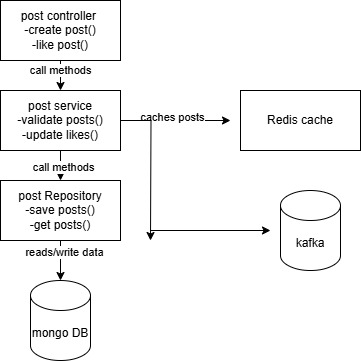 post controller
-create post()
-like post()
call methods
post service
-validate posts()
-update likes()
caches posts
Redis cache
call methods
post Repository
-save posts()
-get posts()
kafka
reads/write data
mongo DB